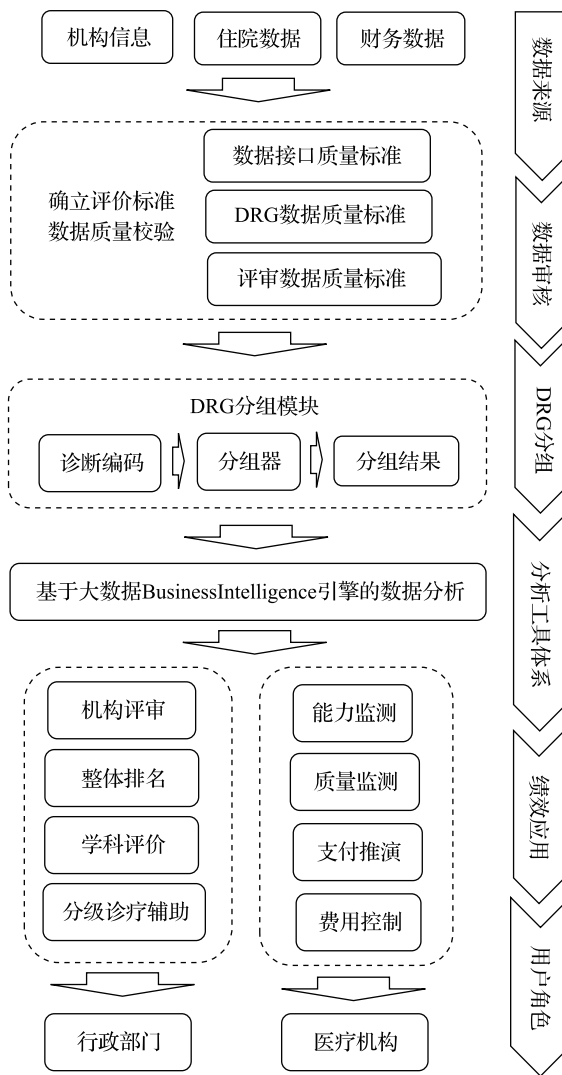 机构信息
住院数据
财务数据
数据来源
确立评价标准
数据质量校验
数据接口质量标准
DRG数据质量标准
评审数据质量标准
数据审核
DRG分组模块
诊断编码
分组器
分组结果
DRG分组
基于大数据BusinessIntelligence引擎的数据分析
分析工具体系
机构评审
整体排名
学科评价
分级诊疗辅助
能力监测
质量监测
支付推演
费用控制
绩效应用
行政部门
医疗机构
用户角色